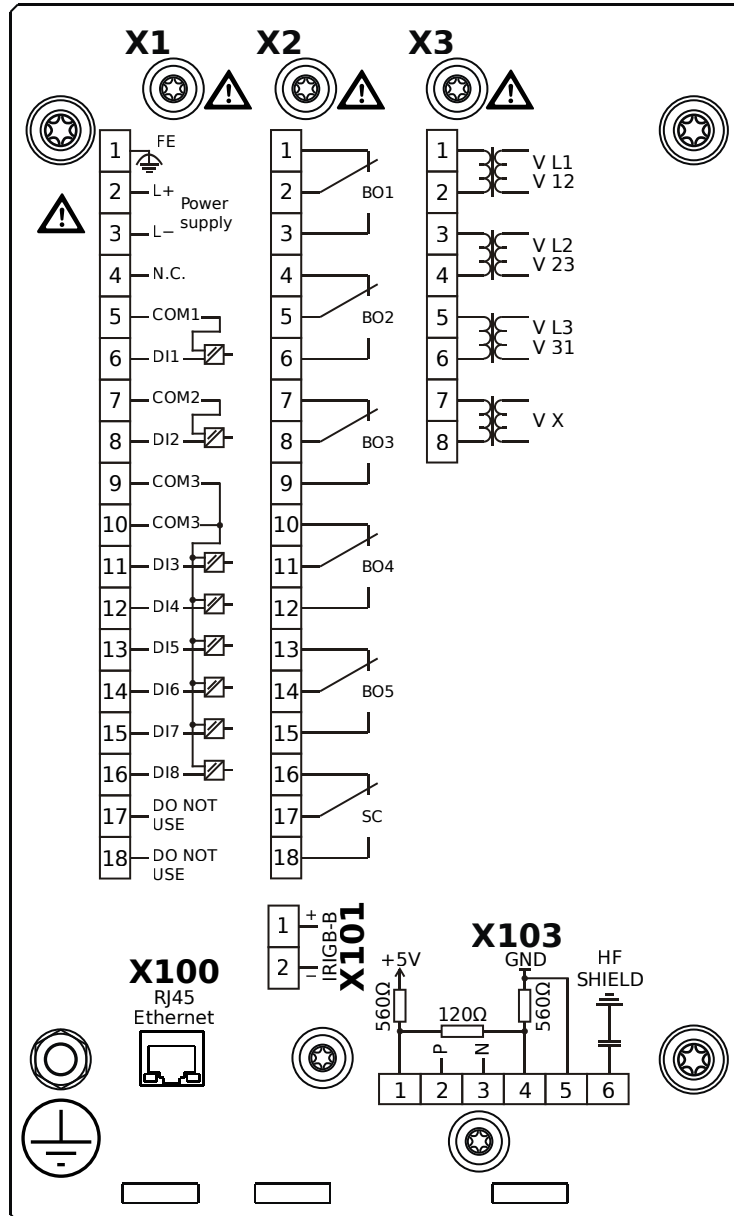 X1 X2 X3
1 FE
2 L+
Power
supply
3 L−
4 N.C.
5 COM1
6 DI1
7 COM2
8 DI2
9 COM3
10 COM3
11 DI3
12 DI4
13 DI5
14 DI6
15 DI7
16 DI8
17 DO NOT
USE
18 DO NOT
USE
1
2 BO1
3
4
5 BO2
6
7
8 BO3
9
10
11 BO4
12
13
14 BO5
15
16
17 SC
18
1 V L1
2 V 12
3 V L2
4 V 23
5 V L3
6 V 31
7 V X
8
1 +
2 −
IRIGB-B
X101
X100
RJ45
Ethernet
X103
+5V GND HF
SHIELD
560Ω 120Ω 560Ω
P N
1 2 3 4 5 6